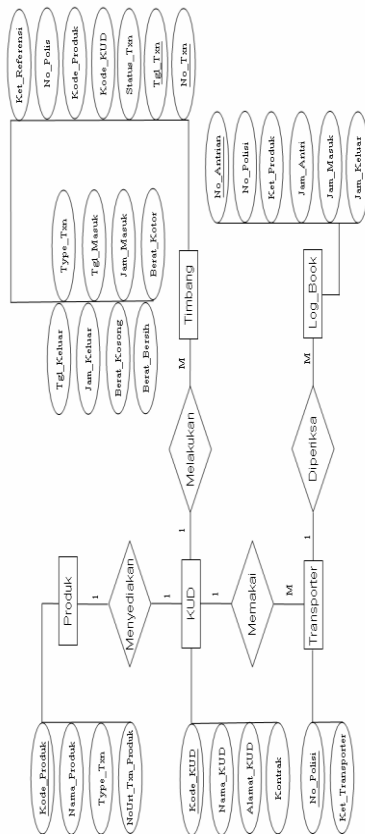 Kode_Produk
Nama_Produk
Type_Txn
NoUrt_Txn_Produk
Produk
1
Menyediakan
1
Tgl_Keluar
Jam_Keluar
Berat_Kosong
Berat_Bersih
Type_Txn
Tgl_Masuk
Jam_Masuk
Berat_Kotor
Ket_Referensi
No_Polis
Kode_Produk
Kode_KUD
Status_Txn
Tgl_Txn
No_Txn
Kode_KUD
Nama_KUD
Alamat_KUD
Kontrak
KUD
1
Melakukan
M
Timbang
1
Memakai
M
No_Polisi
Ket_Transporter
Transporter
1
Diperiksa
M
Log_Book
No_Antrian
No_Polisi
Ket_Produk
Jam_Antri
Jam_Masuk
Jam_Keluar